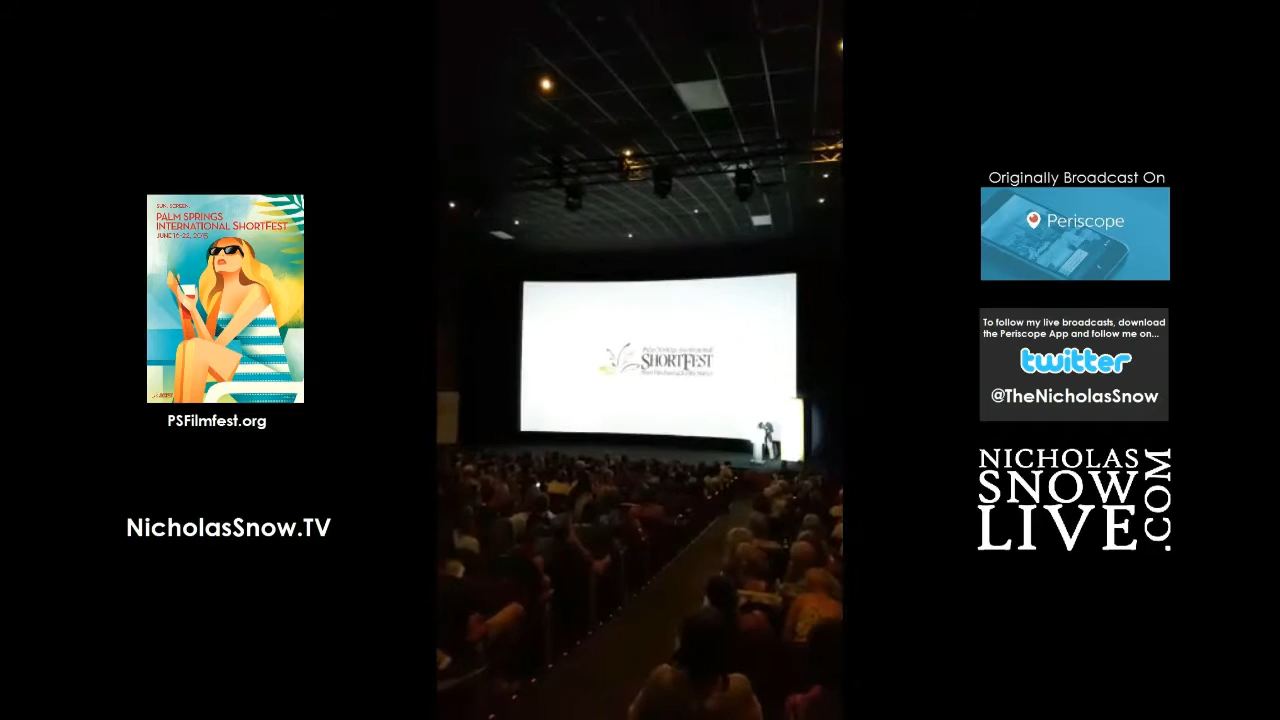 SUN. SCREEN.
PALM SPRINGS
INTERNATIONAL SHORTFEST
JUNE 16-22, 2015
PSFilmfest.org
NicholasSnow.TV
SHORTFEST
Originally Broadcast On
Periscope
To follow my live broadcasts, download
the Periscope App and follow me on...
twitter
@TheNicholasSnow
NICHOLAS
SNOW
LIVE
.COM